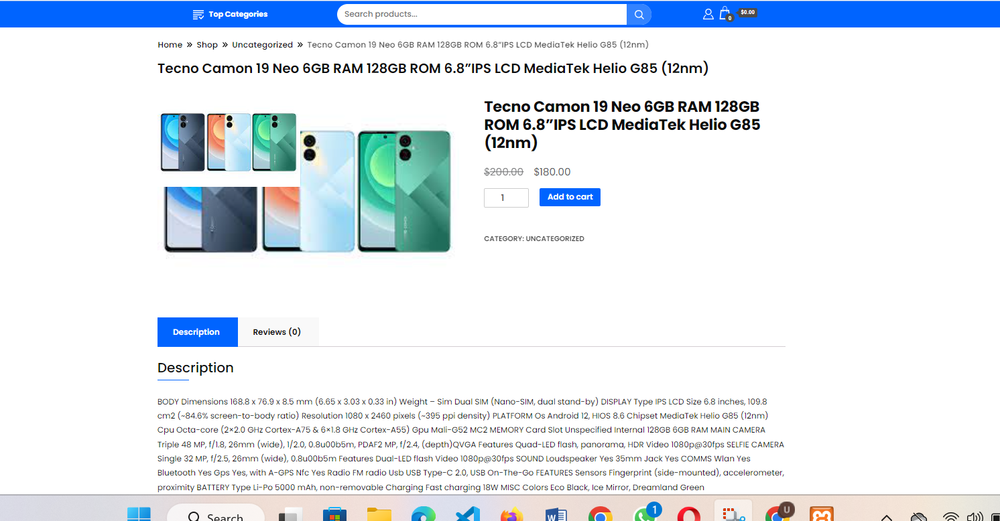 Top Categories
Search products...
0
$0.00
Home » Shop » Uncategorized » Tecno Camon 19 Neo 6GB RAM 128GB ROM 6.8”IPS LCD MediaTek Helio G85 (12nm)
Tecno Camon 19 Neo 6GB RAM 128GB ROM 6.8”IPS LCD MediaTek Helio G85 (12nm)
Tecno Camon 19 Neo 6GB RAM 128GB
ROM 6.8”IPS LCD MediaTek Helio G85
(12nm)
$200.00 $180.00
1
Add to cart
CATEGORY: UNCATEGORIZED
Description
Reviews (0)
Description
BODY Dimensions 168.8 x 76.9 x 8.5 mm (6.65 x 3.03 x 0.33 in) Weight – Sim Dual SIM (Nano-SIM, dual stand-by) DISPLAY Type IPS LCD Size 6.8 inches, 109.8
cm2 (~84.6% screen-to-body ratio) Resolution 1080 x 2460 pixels (~395 ppi density) PLATFORM Os Android 12, HIOS 8.6 Chipset MediaTek Helio G85 (12nm)
Cpu Octa-core (2×2.0 GHz Cortex-A75 & 6×1.8 GHz Cortex-A55) Gpu Mali-G52 MC2 MEMORY Card Slot Unspecified Internal 128GB 6GB RAM MAIN CAMERA
Triple 48 MP, f/1.8, 26mm (wide), 1/2.0, 0.8u00b5m, PDAF2 MP, f/2.4, (depth)QVGA Features Quad-LED flash, panorama, HDR Video 1080p@30fps SELFIE CAMERA
Single 32 MP, f/2.5, 26mm (wide), 0.8u00b5m Features Dual-LED flash Video 1080p@30fps SOUND Loudspeaker Yes 35mm Jack Yes COMMS Wlan Yes
Bluetooth Yes Gps Yes, with A-GPS Nfc Yes Radio FM radio Usb USB Type-C 2.0, USB On-The-Go FEATURES Sensors Fingerprint (side-mounted), accelerometer,
proximity BATTERY Type Li-Po 5000 mAh, non-removable Charging Fast charging 18W MISC Colors Eco Black, Ice Mirror, Dreamland Green
Search
W
1
U